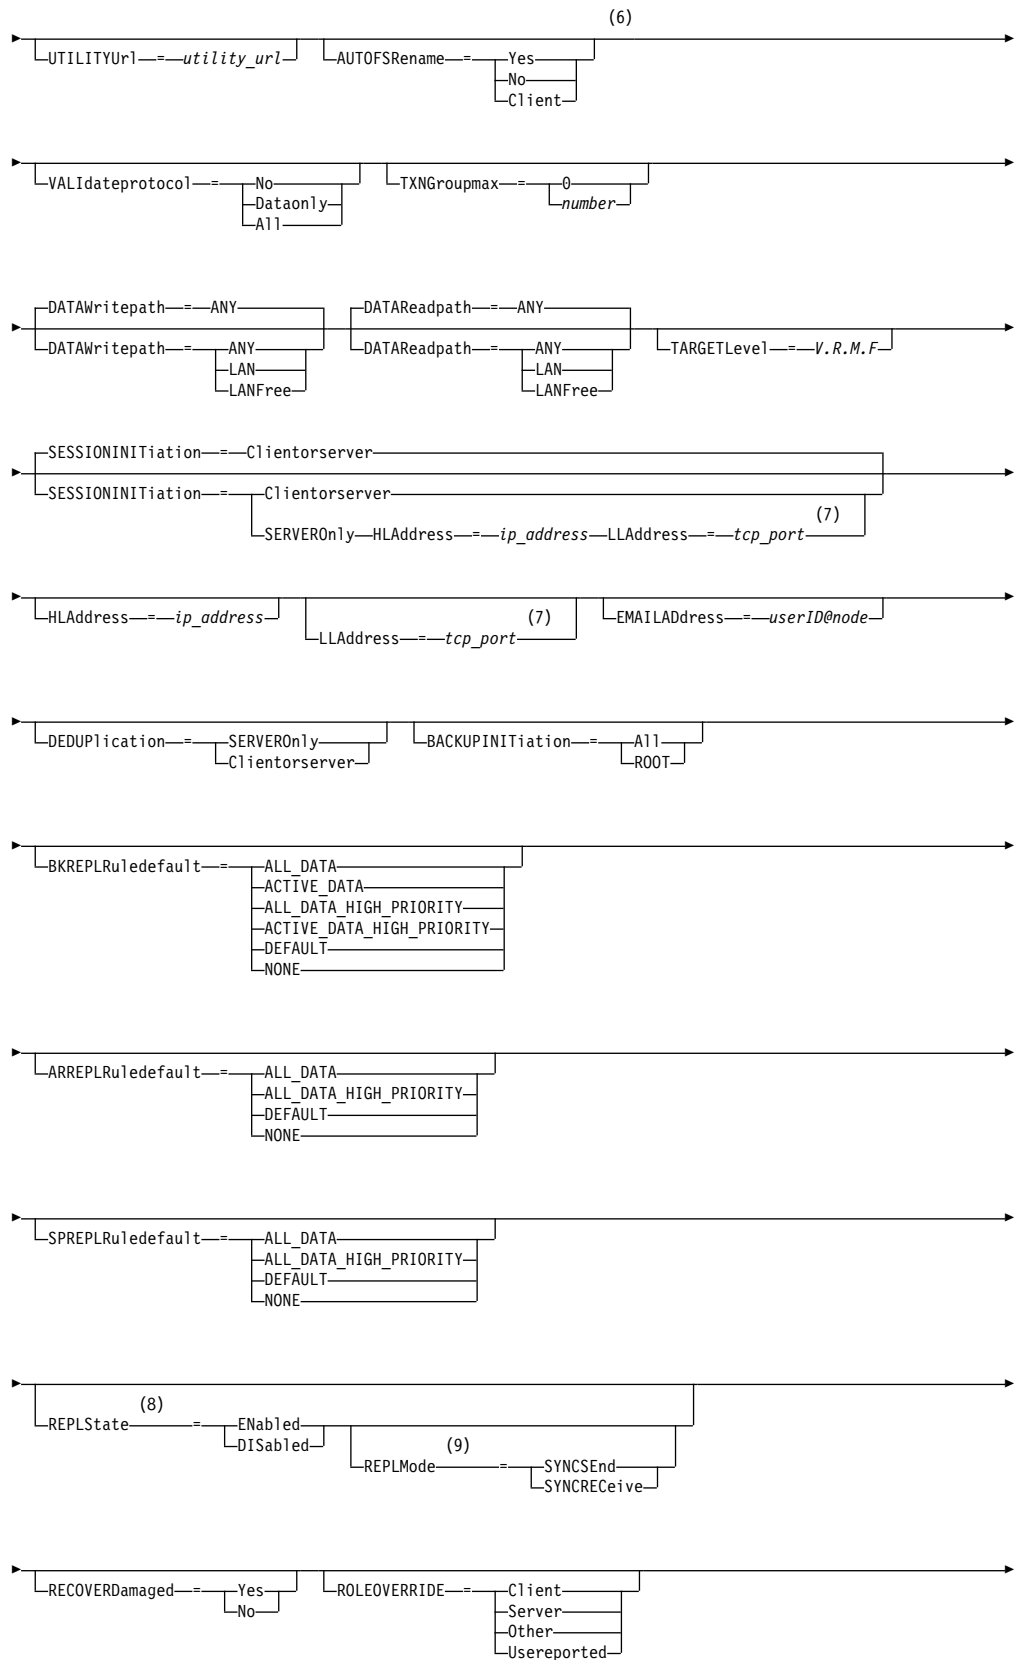 (6)
UTILITYUrl = utility_url AUTOFSRename = Yes
No
Client
VALIdateprotocol = No TXNGroupmax = 0
Dataonly number
All
DATAWritepath = ANY DATAReadpath = ANY
DATAWritepath = ANY DATAReadpath = ANY TARGETLevel = V.R.M.F
LAN LAN
LANFree LANFree
SESSIONINITiation = Clientorserver
SESSIONINITiation = Clientorserver
(7)
SERVEROnly HLAddress = ip_address LLAddress = tcp_port
HLAddress = ip_address (7) EMAILADdress = userID@node
LLAddress = tcp_port
DEDUPlication = SERVEROnly BACKUPINITiation = All
Clientorserver ROOT
BKREPLRuledefault = ALL_DATA
ACTIVE_DATA
ALL_DATA_HIGH_PRIORITY
ACTIVE_DATA_HIGH_PRIORITY
DEFAULT
NONE
ARREPLRuledefault = ALL_DATA
ALL_DATA_HIGH_PRIORITY
DEFAULT
NONE
SPREPLRuledefault = ALL_DATA
ALL_DATA_HIGH_PRIORITY
DEFAULT
NONE
(8)
REPLState = ENabled
DISabled (9)
REPLMode = SYNCSEnd
SYNCRECeive
RECOVERDamaged = Yes ROLEOVERRIDE = Client
No Server
Other
Usereported